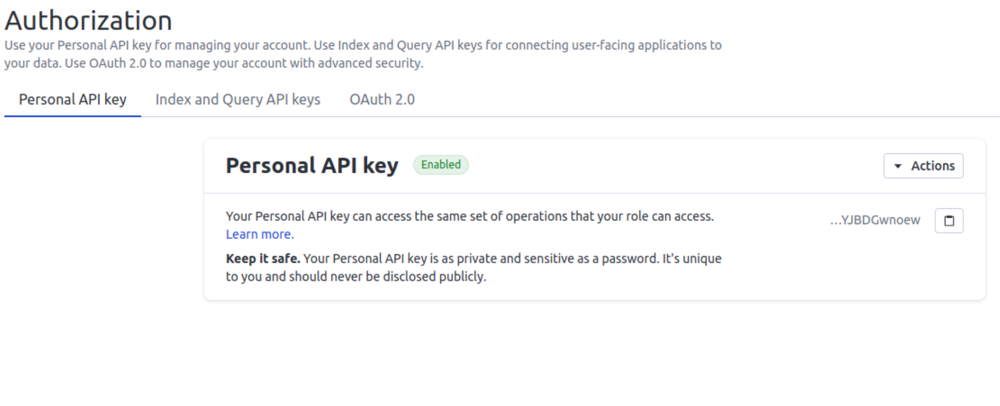 Authorization
Use your Personal API key for managing your account. Use Index and Query API keys for connecting user-facing applications to
your data. Use OAuth 2.0 to manage your account with advanced security.
Personal API key
Index and Query API keys
OAuth 2.0
Personal API key
Enabled
Actions
Your Personal API key can access the same set of operations that your role can access.
Learn more.
...YJBDGwnoew
Keep it safe. Your Personal API key is as private and sensitive as a password. It's unique
to you and should never be disclosed publicly.